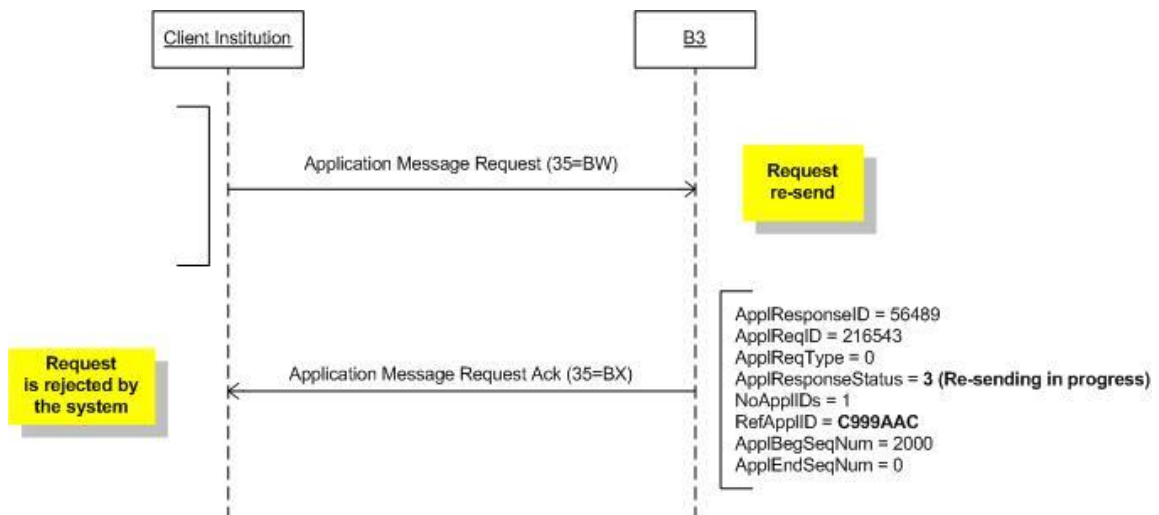 Client Institution
B3
Application Message Request (35=BW)
Request
re-send
ApplResponseID = 56489
ApplReqID = 216543
ApplReqType = 0
ApplResponseStatus = 3 (Re-sending in progress)
NoApplIDs = 1
RefApplID = C999AAC
ApplBegSeqNum = 2000
ApplEndSeqNum = 0
Request
is rejected by
the system
Application Message Request Ack (35=BX)